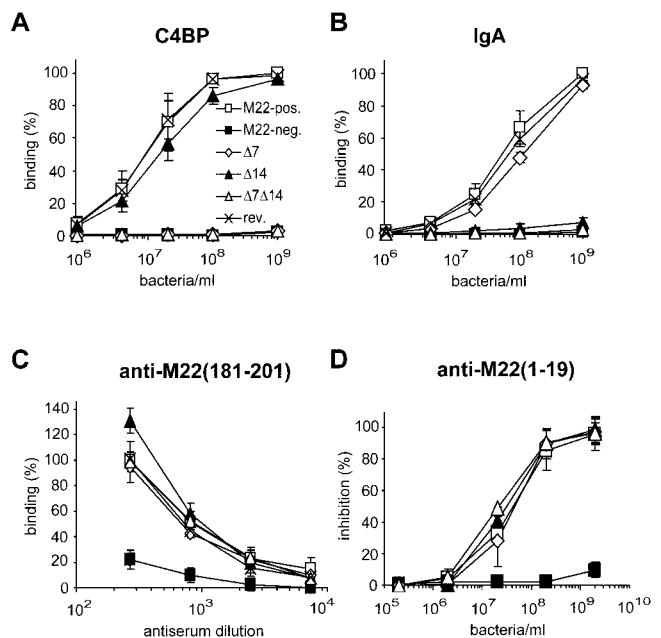 A
C4BP
binding (%)
100
80
60
40
20
0
M22-pos.
M22-neg.
Δ7
Δ14
Δ7Δ14
rev.
10^6
10^7
10^8
10^9
bacteria/ml
B
IgA
binding (%)
100
80
60
40
20
0
10^6
10^7
10^8
10^9
bacteria/ml
C
anti-M22(181-201)
binding (%)
140
120
100
80
60
40
20
0
10^2
10^3
10^4
antiserum dilution
D
anti-M22(1-19)
inhibition (%)
100
80
60
40
20
0
10^5
10^6
10^7
10^8
10^9
10^10
bacteria/ml